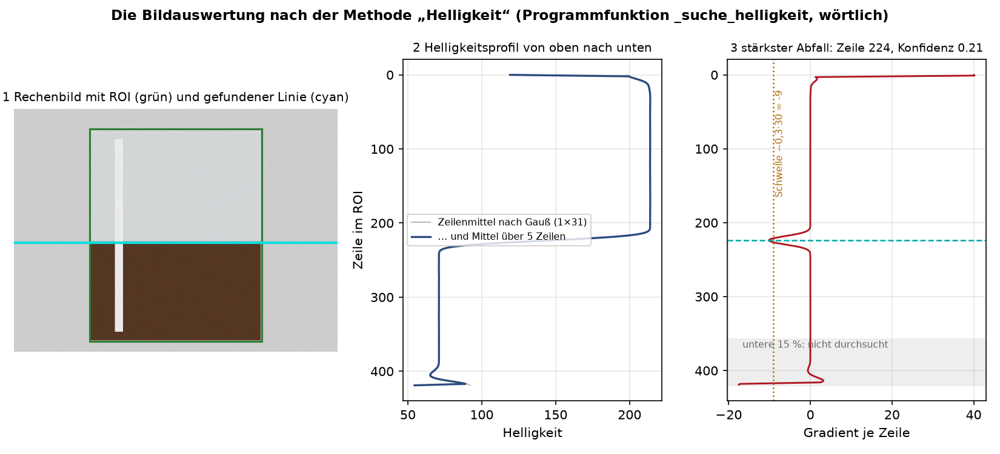 Die Bildauswertung nach der Methode „Helligkeit“ (Programmfunktion _suche_helligkeit, wörtlich)
1 Rechenbild mit ROI (grün) und gefundener Linie (cyan)
2 Helligkeitsprofil von oben nach unten
Zeile im ROI
0
100
200
300
400
Zeilenmittel nach Gauß (1×31)
... und Mittel über 5 Zeilen
50
100
150
200
Helligkeit
3 stärkster Abfall: Zeile 224, Konfidenz 0.21
0
100
200
300
400
Schwelle −0,3·30 = -9
untere 15 %: nicht durchsucht
−20
0
20
40
Gradient je Zeile